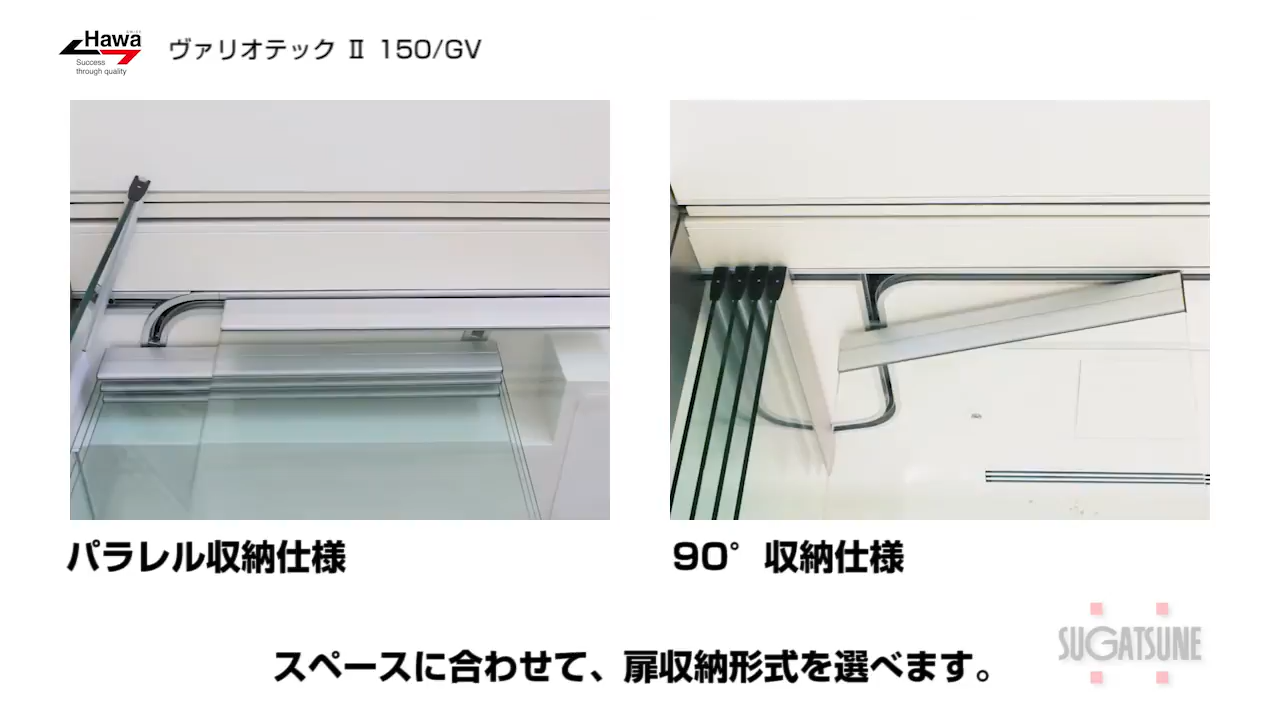 Hawa
ヴァリオテック Ⅱ 150/GV
Success
through quality
パラレル収納仕様
90°収納仕様
スペースに合わせて、扉収納形式を選べます。
SUGATSUNE